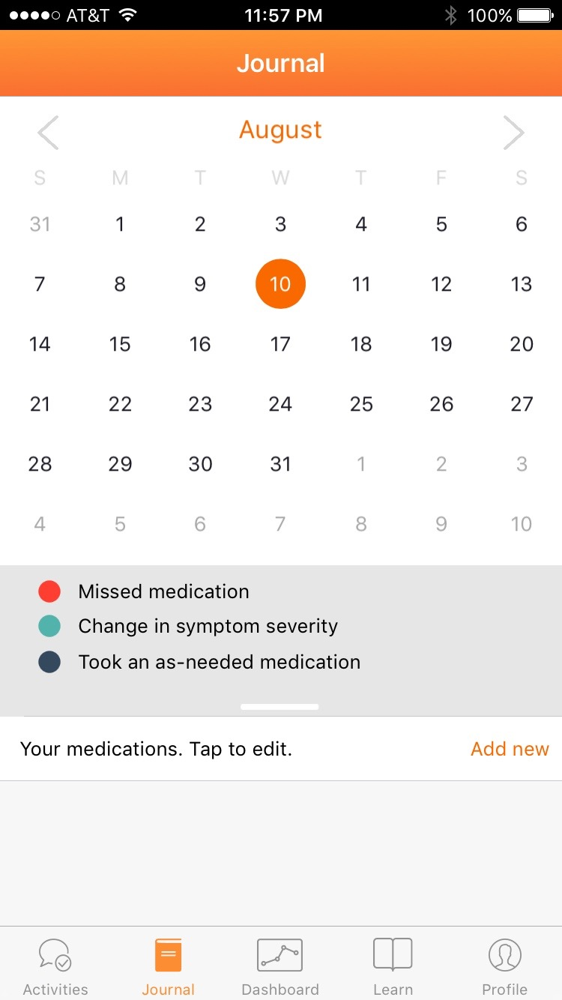 AT&T 11:57 PM 100%
Journal
August
S M T W T F S
31 1 2 3 4 5 6
7 8 9 10 11 12 13
14 15 16 17 18 19 20
21 22 23 24 25 26 27
28 29 30 31 1 2 3
4 5 6 7 8 9 10
Missed medication
Change in symptom severity
Took an as-needed medication
Your medications. Tap to edit. Add new
Activities Journal Dashboard Learn Profile